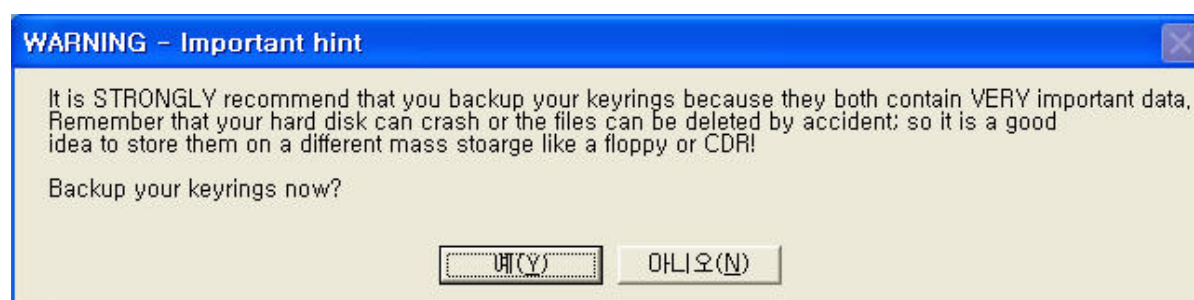 WARNING - Important hint
It is STRONGLY recommend that you backup your keyrings because they both contain VERY important data,
Remember that your hard disk can crash or the files can be deleted by accident; so it is a good
idea to store them on a different mass stoarge like a floppy or CDR!
Backup your keyrings now?
예(Y) 아니오(N)